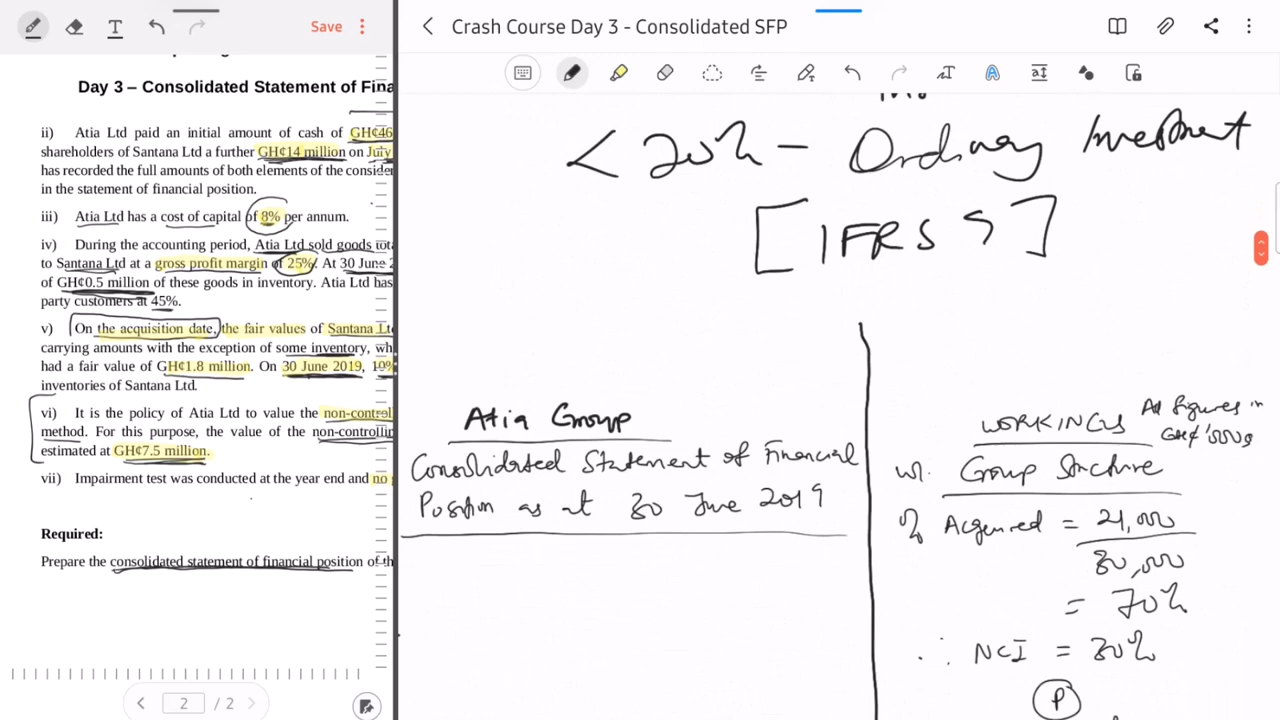 Save
Crash Course Day 3 - Consolidated SFP
Day 3 – Consolidated Statement of Fina
ii) Atia Ltd paid an initial amount of cash of GH¢46
shareholders of Santana Ltd a further GH¢14 million on July
has recorded the full amounts of both elements of the consider
in the statement of financial position.
iii) Atia Ltd has a cost of capital of 8% per annum.
iv) During the accounting period, Atia Ltd sold goods tota
to Santana Ltd at a gross profit margin of 25%. At 30 June 2
of GH¢0.5 million of these goods in inventory. Atia Ltd has
party customers at 45%.
v) On the acquisition date, the fair values of Santana Lt
carrying amounts with the exception of some inventory, wh
had a fair value of GH¢1.8 million. On 30 June 2019, 10%
inventories of Santana Ltd.
vi) It is the policy of Atia Ltd to value the non-control
method. For this purpose, the value of the non-controllin
estimated at GH¢7.5 million.
vii) Impairment test was conducted at the year end and no
Required:
Prepare the consolidated statement of financial position of th
2 / 2
< 20% - Ordinary Investment
[IFRS 9]
Atia Group
Consolidated Statement of Financial
Position as at 30 June 2019
WORKINGS All figures in
GH¢'000s
W1. Group Structure
% Acquired = 21,000
30,000
= 70%
∴ NCI = 30%
P